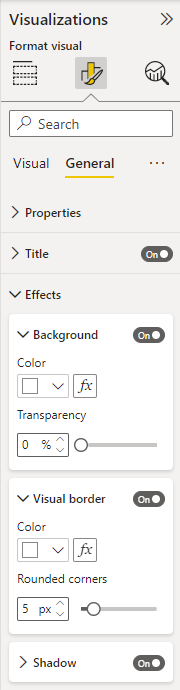 Visualizations
Format visual
Search
Visual General ...
Properties
Title On
Effects
Background On
Color
fx
Transparency
0 %
Visual border On
Color
fx
Rounded corners
5 px
Shadow On